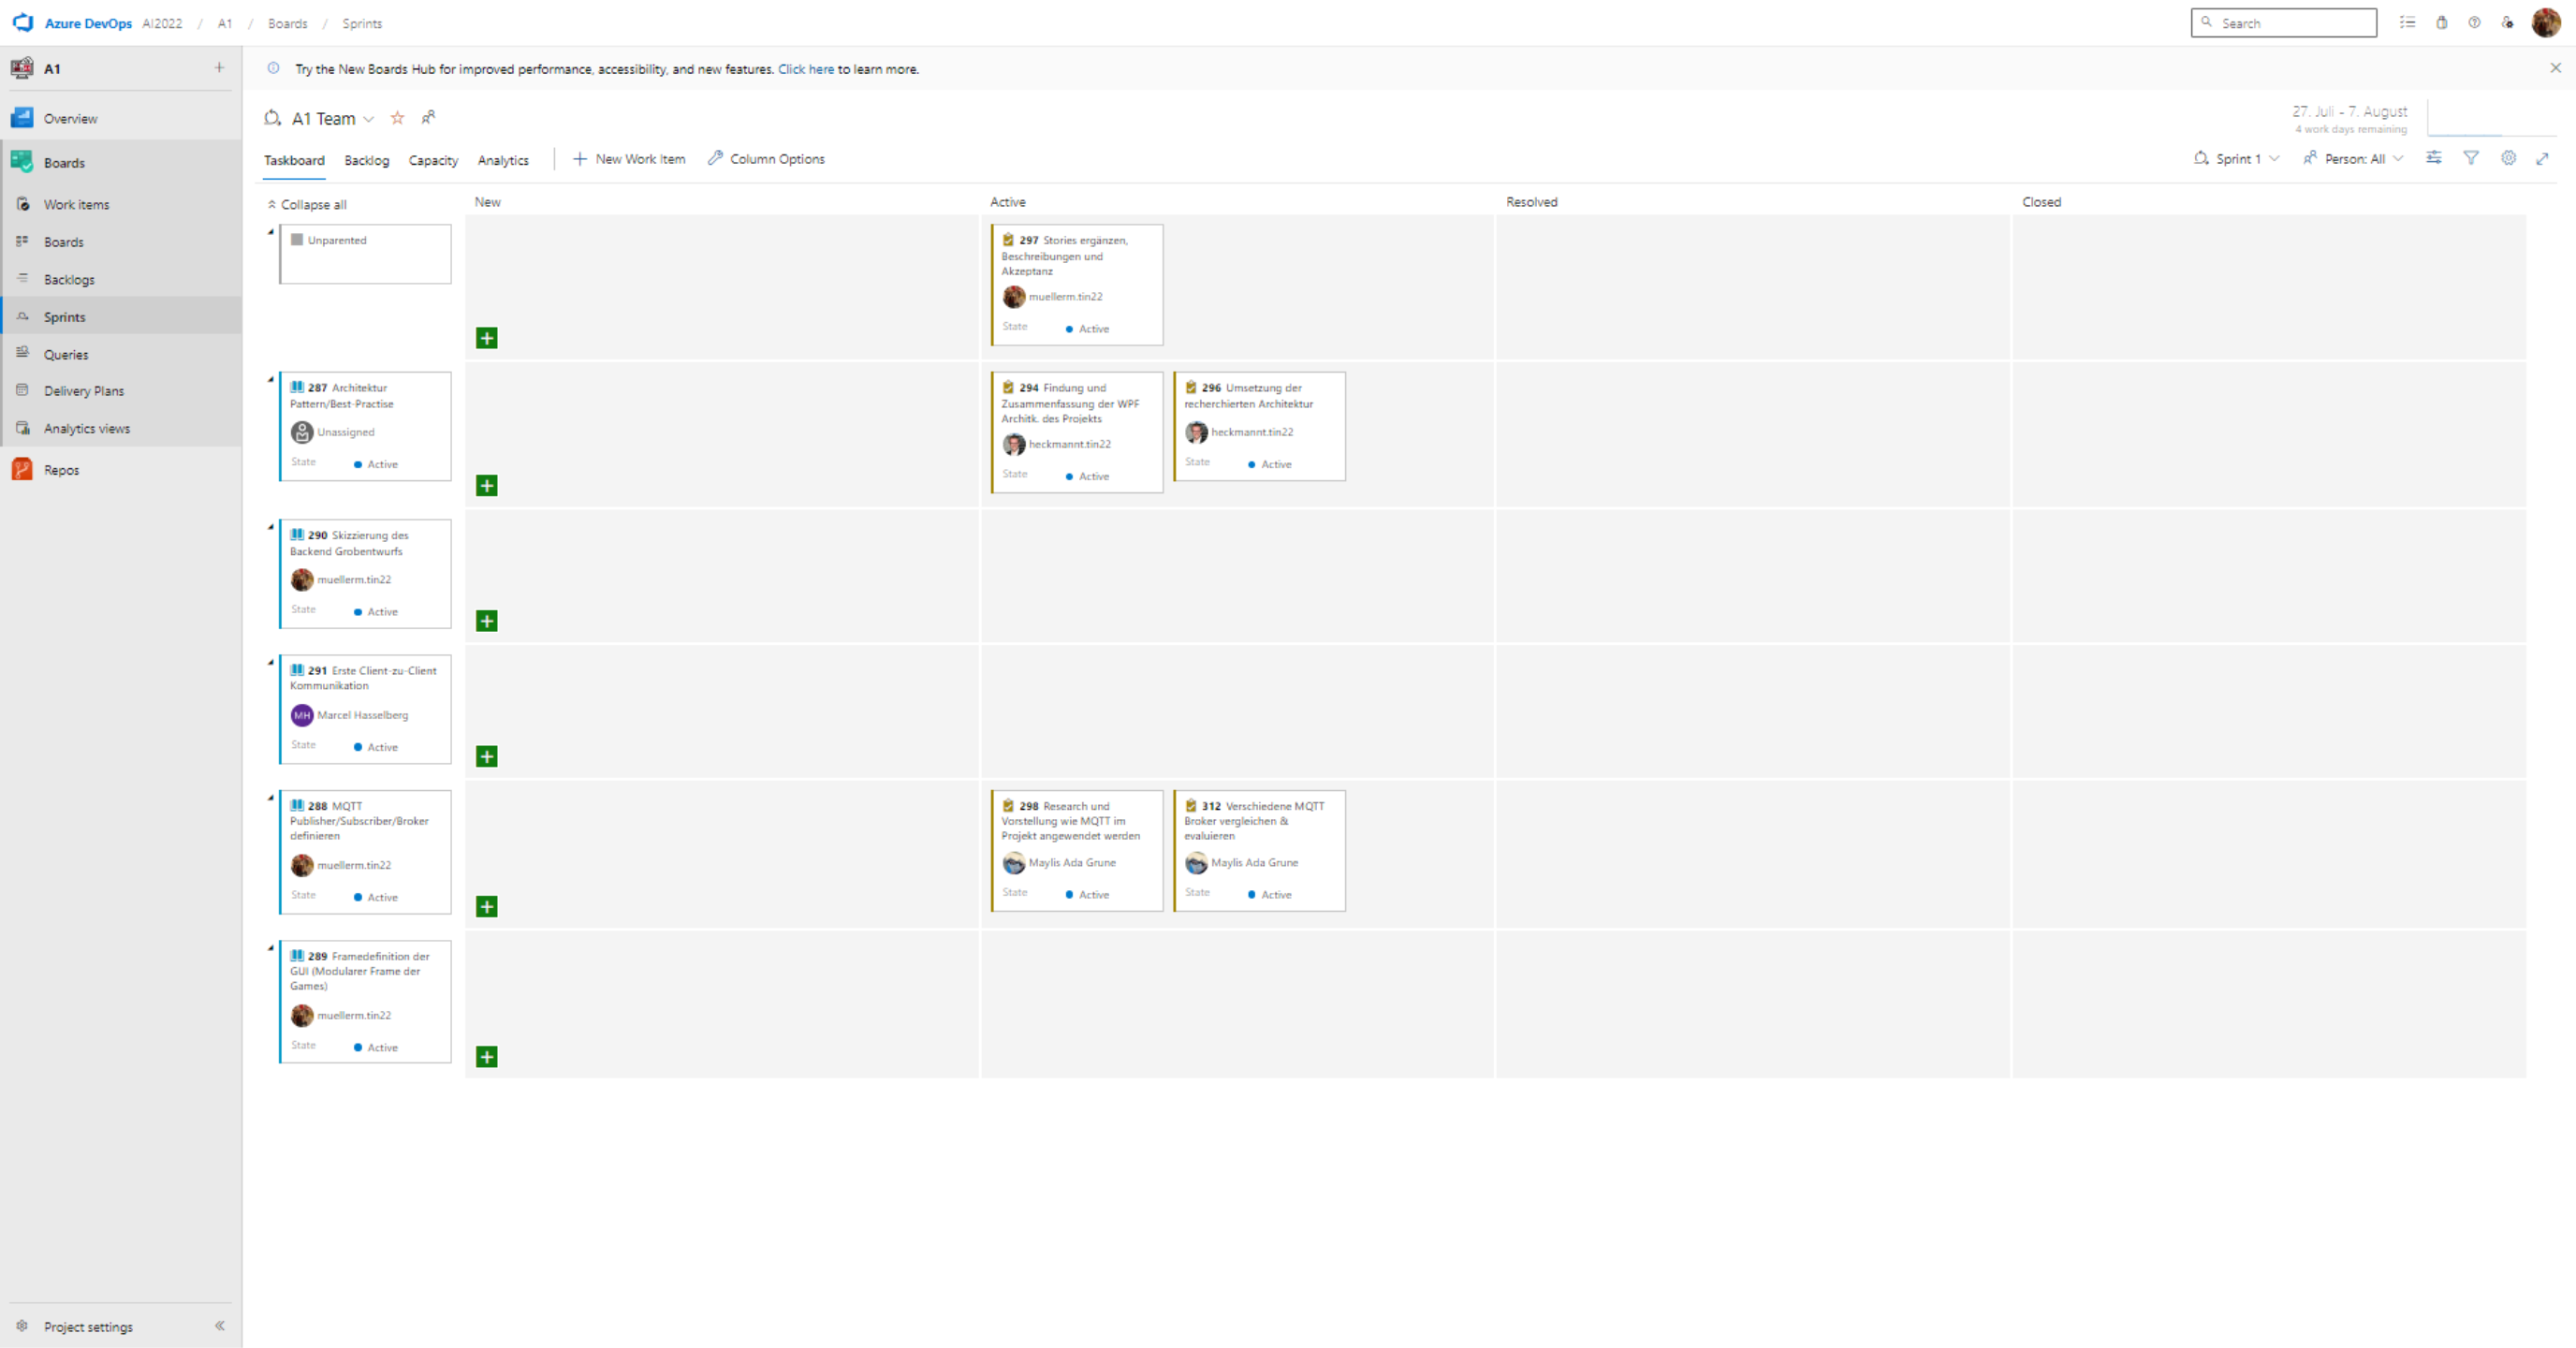 Azure DevOps AI2022 / A1 / Boards / Sprints
Search
A1
Try the New Boards Hub for improved performance, accessibility, and new features. Click here to learn more.
Overview
Boards
Work items
Boards
Backlogs
Sprints
Queries
Delivery Plans
Analytics views
Repos
Project settings
A1 Team
27. Juli - 7. August
4 work days remaining
Taskboard Backlog Capacity Analytics New Work Item Column Options
Sprint 1 Person: All
Collapse all
New
Active
Resolved
Closed
Unparented
297 Stories ergänzen,
Beschreibungen und
Akzeptanz
muellerm.tin22
State Active
287 Architektur
Pattern/Best-Practise
Unassigned
State Active
294 Findung und
Zusammenfassung der WPF
Architk. des Projekts
heckmannt.tin22
State Active
296 Umsetzung der
recherchierten Architektur
heckmannt.tin22
State Active
290 Skizzierung des
Backend Grobentwurfs
muellerm.tin22
State Active
291 Erste Client-zu-Client
Kommunikation
MH Marcel Hasselberg
State Active
288 MQTT
Publisher/Subscriber/Broker
definieren
muellerm.tin22
State Active
298 Research und
Vorstellung wie MQTT im
Projekt angewendet werden
Maylis Ada Grune
State Active
312 Verschiedene MQTT
Broker vergleichen &
evaluieren
Maylis Ada Grune
State Active
289 Framedefinition der
GUI (Modularer Frame der
Games)
muellerm.tin22
State Active